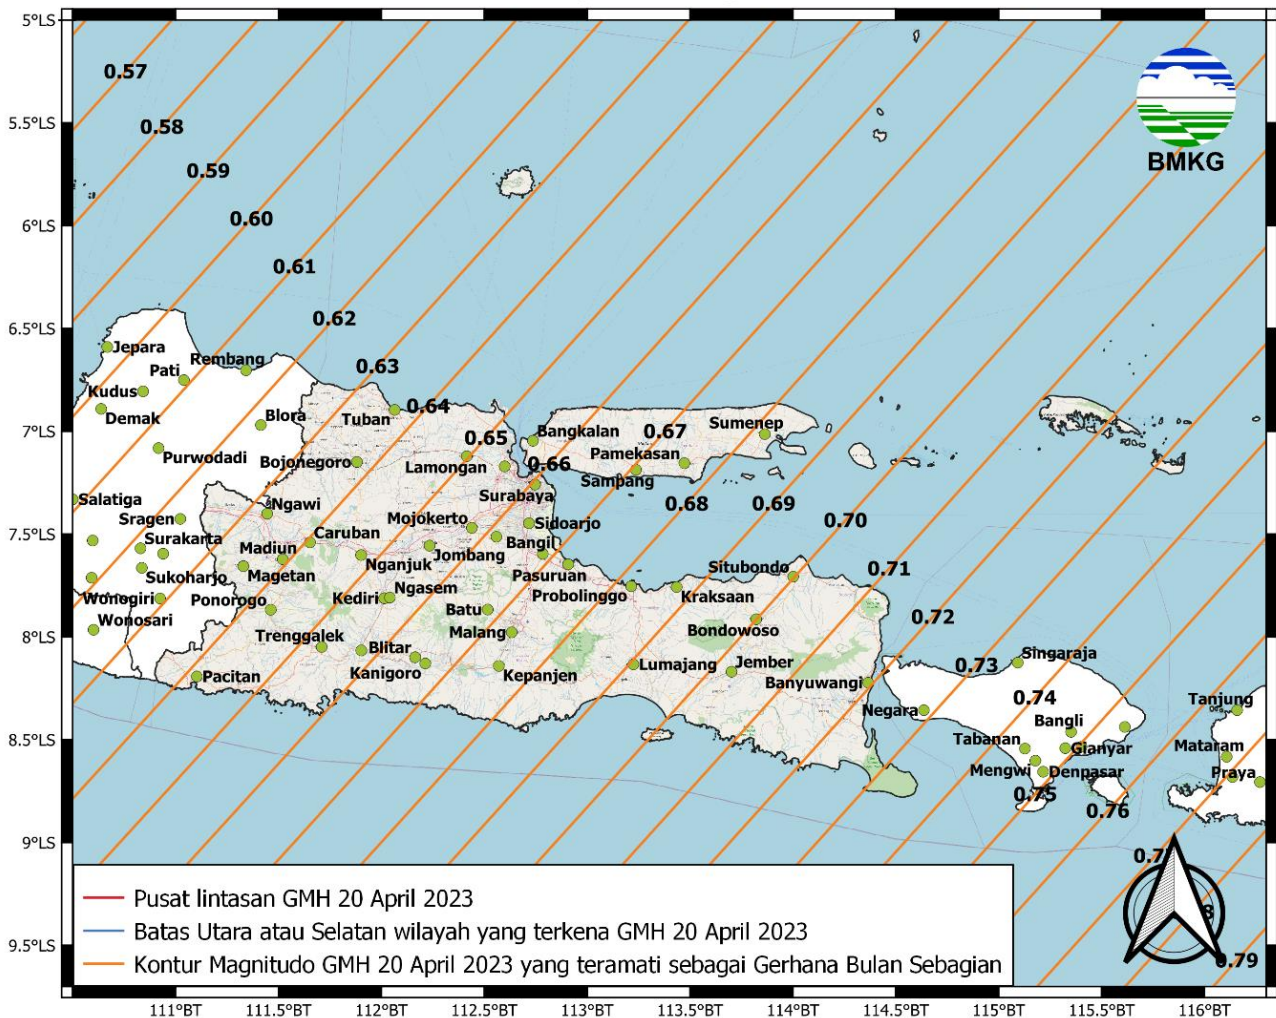 5°LS
0.57
BMKG
0.58
5.5°LS
0.59
0.60
6°LS
0.61
0.62
6.5°LS
Jepara
Rembang
Pati
0.63
Kudus
Demak
Blora
Tuban
0.64
7°LS
Purwodadi
Bojonegoro
Lamongan
0.65
Bangkalan
0.67
Sumenep
Pamekasan
0.66
Sampang
Salatiga
Ngawi
Surabaya
0.68
0.69
0.70
7.5°LS
Sragen
Mojokerto
Sidoarjo
Surakarta
Caruban
Madiun
Jombang
Bangil
Nganjuk
Sukoharjo
Magetan
Pasuruan
Situbondo
0.71
Wonogiri
Ponorogo
Kediri
Ngasem
Probolinggo
Kraksaan
Wonosari
Batu
0.72
8°LS
Trenggalek
Blitar
Malang
Bondowoso
Pacitan
Kanigoro
Kepanjen
Lumajang
Jember
Banyuwangi
0.73
Singaraja
Negara
0.74
Tanjung
8.5°LS
Bangli
Tabanan
Gianyar
Mataram
Mengwi
Denpasar
Praya
0.75
0.76
9°LS
9.5°LS
0.79
Pusat lintasan GMH 20 April 2023
Batas Utara atau Selatan wilayah yang terkena GMH 20 April 2023
Kontur Magnitudo GMH 20 April 2023 yang teramati sebagai Gerhana Bulan Sebagian
111°BT 111.5°BT 112°BT 112.5°BT 113°BT 113.5°BT 114°BT 114.5°BT 115°BT 115.5°BT 116°BT